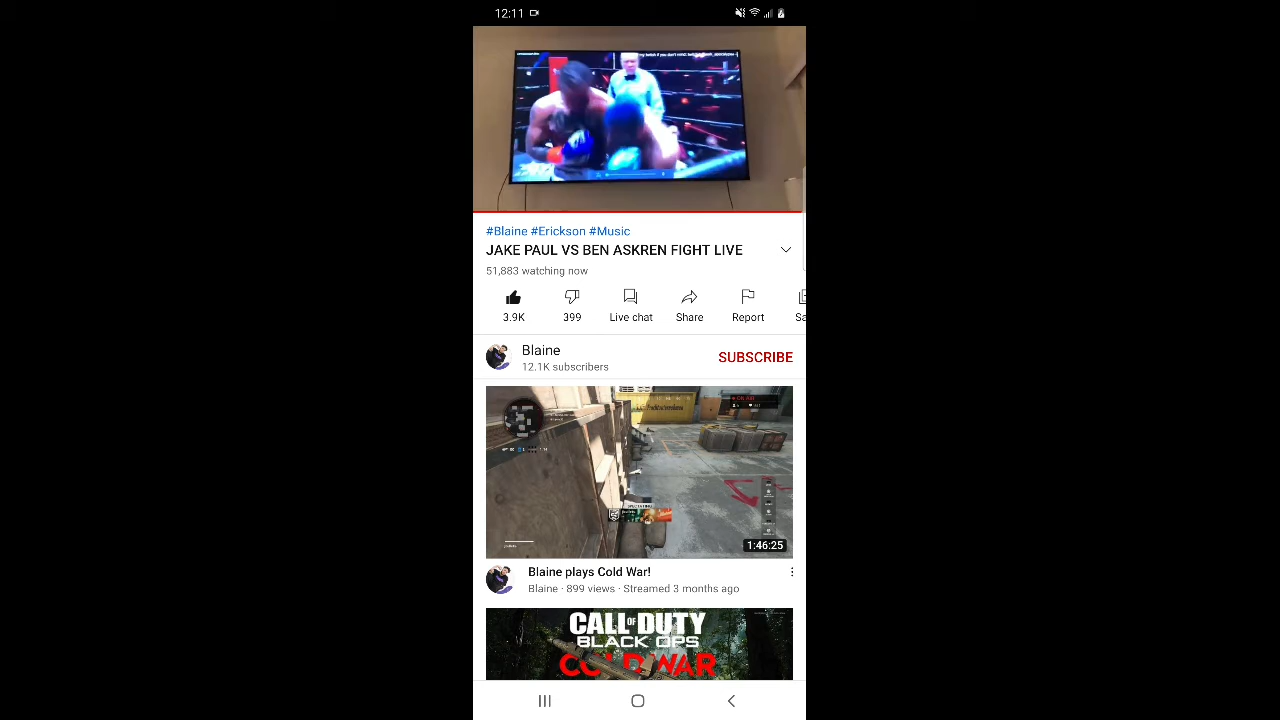 12:11
#Blaine #Erickson #Music
JAKE PAUL VS BEN ASKREN FIGHT LIVE
51,883 watching now
3.9K
399
Live chat
Share
Report
Sa
Blaine
12.1K subscribers
SUBSCRIBE
1:46:25
Blaine plays Cold War!
Blaine · 899 views · Streamed 3 months ago
CALL OF DUTY
BLACK OPS
COLD WAR